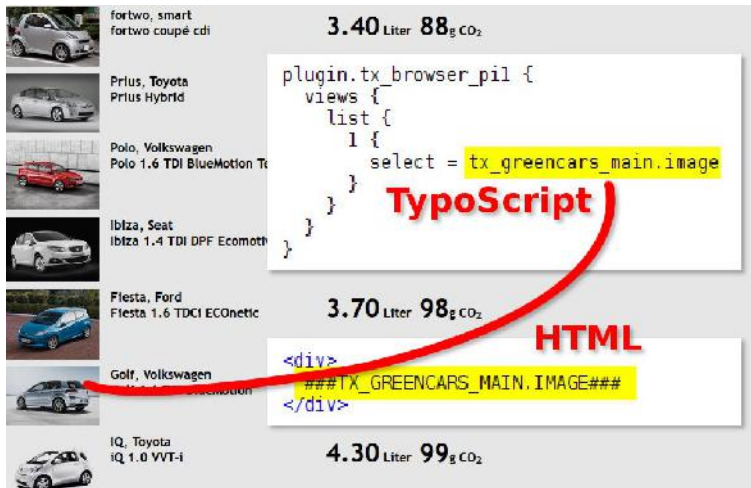 fortwo, smart
fortwo coupé cdi
3.40 Liter 88g CO₂
Prius, Toyota
Prius Hybrid
Polo, Volkswagen
Polo 1.6 TDI BlueMotion Te
Ibiza, Seat
Ibiza 1.4 TDI DPF Ecomoti
plugin.tx_browser_pi1 {
views {
list {
1 {
select = tx_greencars_main.image
}
}
}
}
TypoScript
Fiesta, Ford
Fiesta 1.6 TDCi ECOnetic
3.70 Liter 98g CO₂
HTML
Golf, Volkswagen
<div>
###TX_GREENCARS_MAIN.IMAGE###
</div>
IQ, Toyota
iQ 1.0 VVT-i
4.30 Liter 99g CO₂